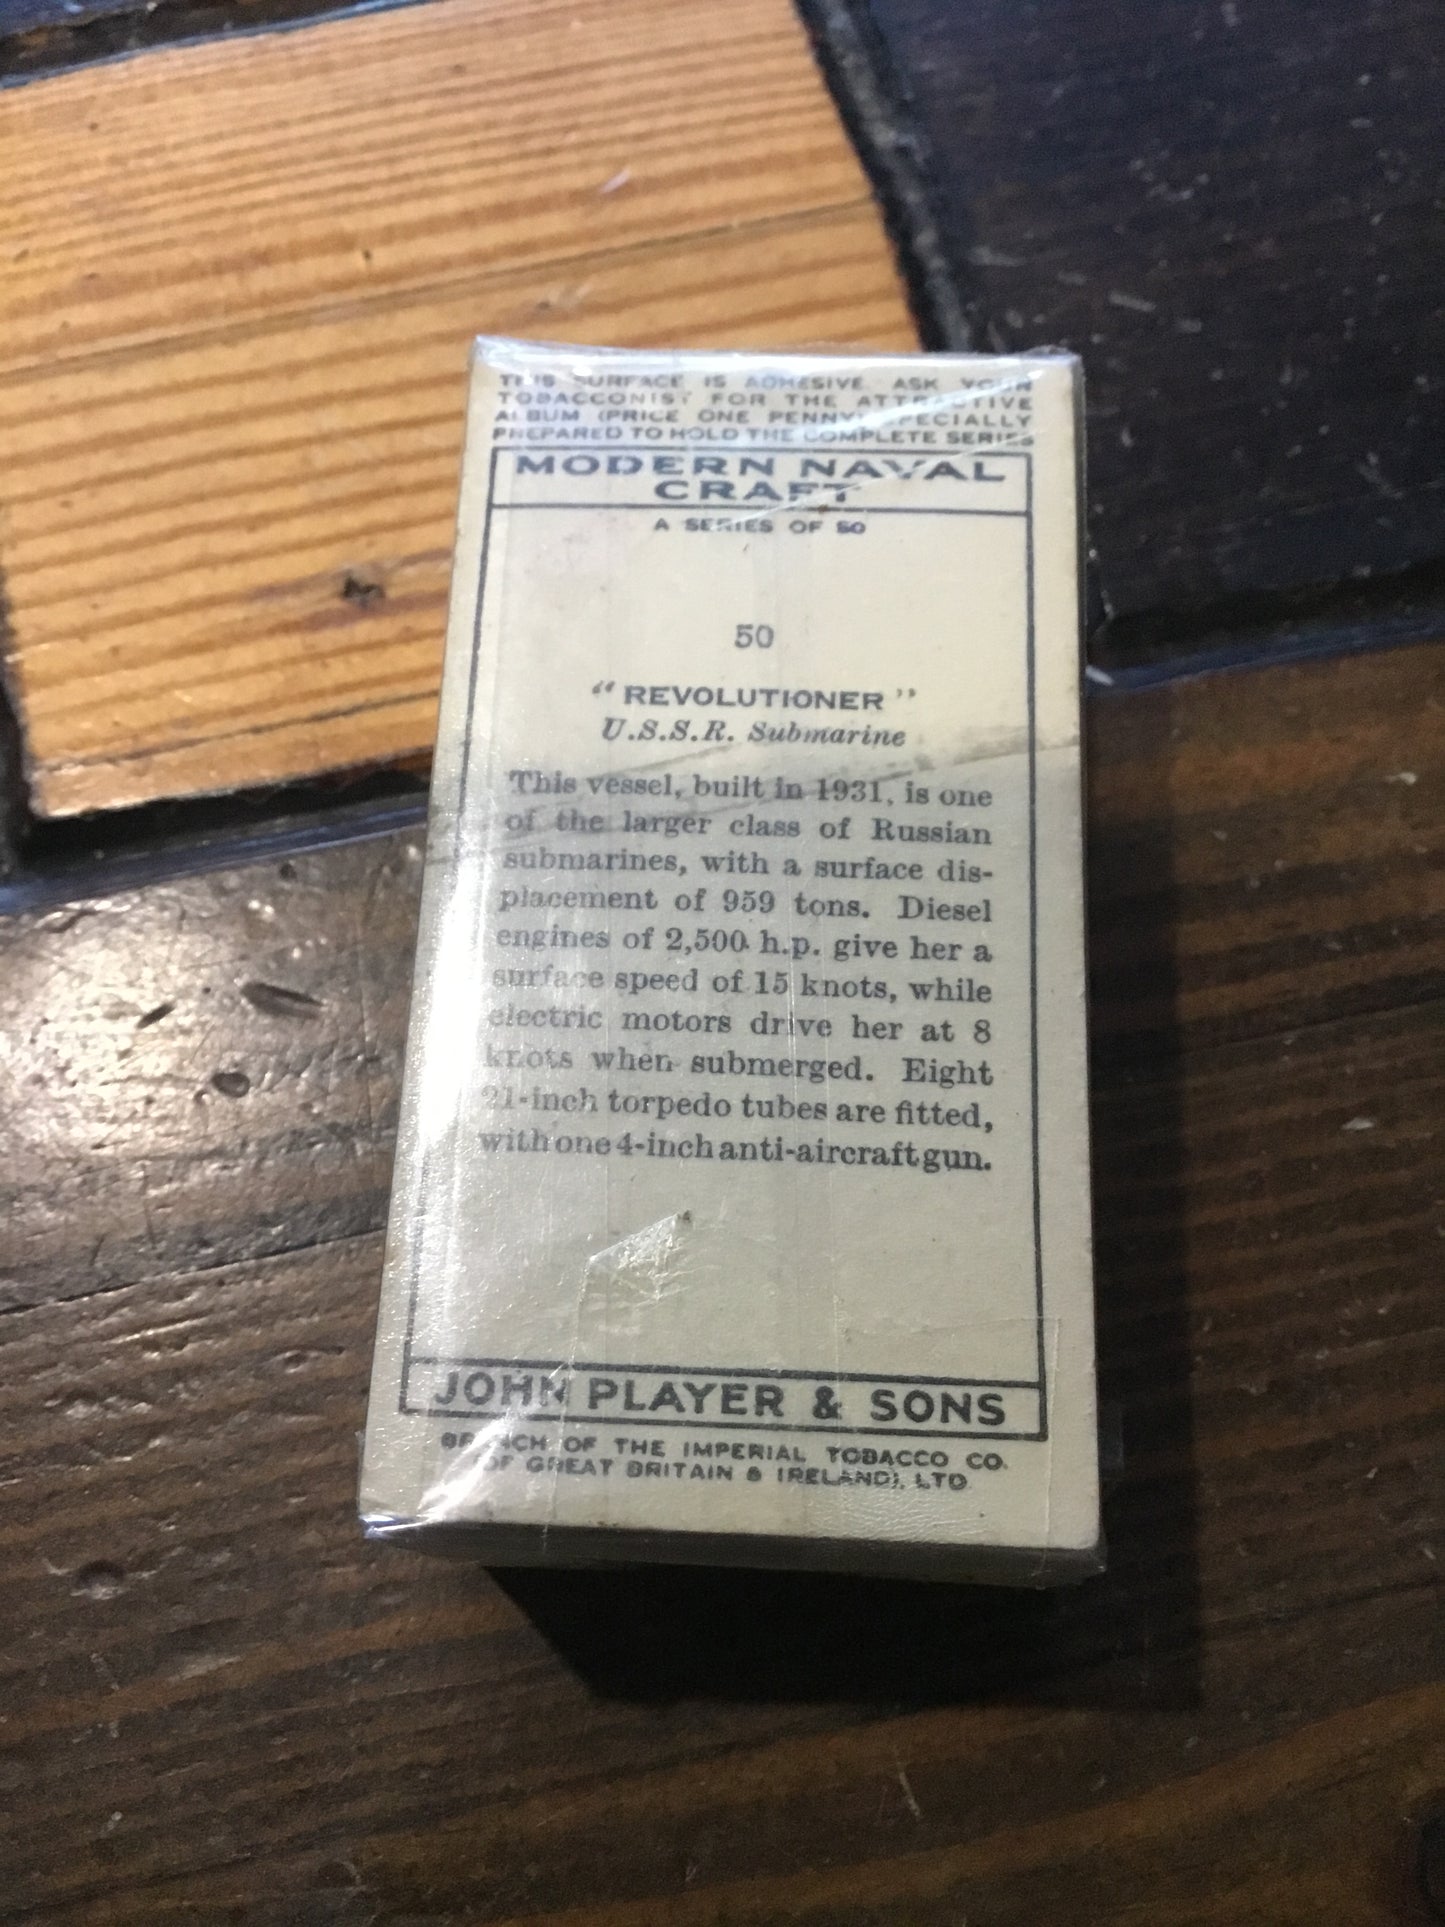 THIS SURFACE IS ADHESIVE. ASK YOUR
TOBACCONIST FOR THE ATTRACTIVE
ALBUM (PRICE ONE PENNY) SPECIALLY
PREPARED TO HOLD THE COMPLETE SERIES
MODERN NAVAL
CRAFT
A SERIES OF 50
50
“REVOLUTIONER”
U.S.S.R. Submarine
This vessel, built in 1931, is one
of the larger class of Russian
submarines, with a surface dis-
placement of 959 tons. Diesel
engines of 2,500 h.p. give her a
surface speed of 15 knots, while
electric motors drive her at 8
knots when submerged. Eight
21-inch torpedo tubes are fitted,
with one 4-inch anti-aircraft gun.
JOHN PLAYER & SONS
BRANCH OF THE IMPERIAL TOBACCO CO.
(OF GREAT BRITAIN & IRELAND), LTD